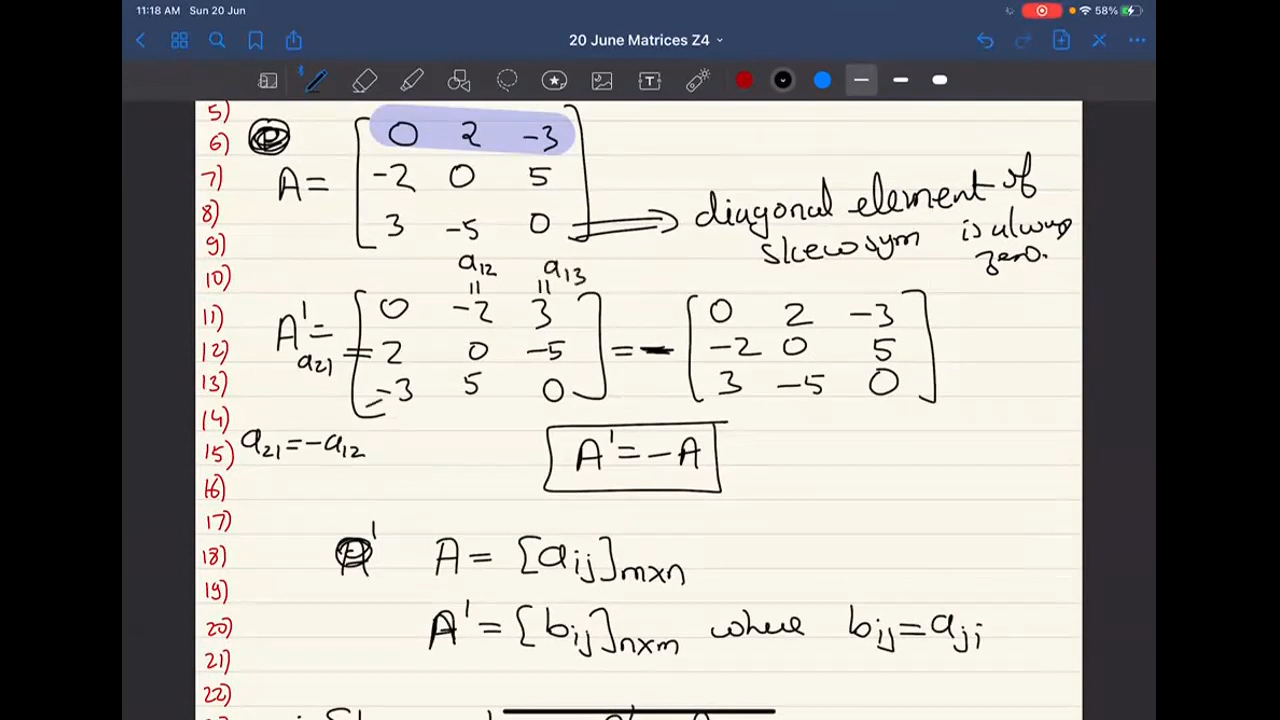 11:18 AM Sun 20 Jun
58%
20 June Matrices Z4
5)
6) 0 2 -3
7) A= -2 0 5
8) 3 -5 0
diagonal element of
skewsym is always
zero.
9)
10) a12 a13
11) A'= 0 -2 3 = - 0 2 -3
12) a21 = 2 0 -5 -2 0 5
13) -3 5 0 3 -5 0
14)
15) a21=-a12 A'=-A
16)
17)
18) A' A = [aij]mxn
19)
20) A' = [bij]nxm where bij=aji
21)
22)